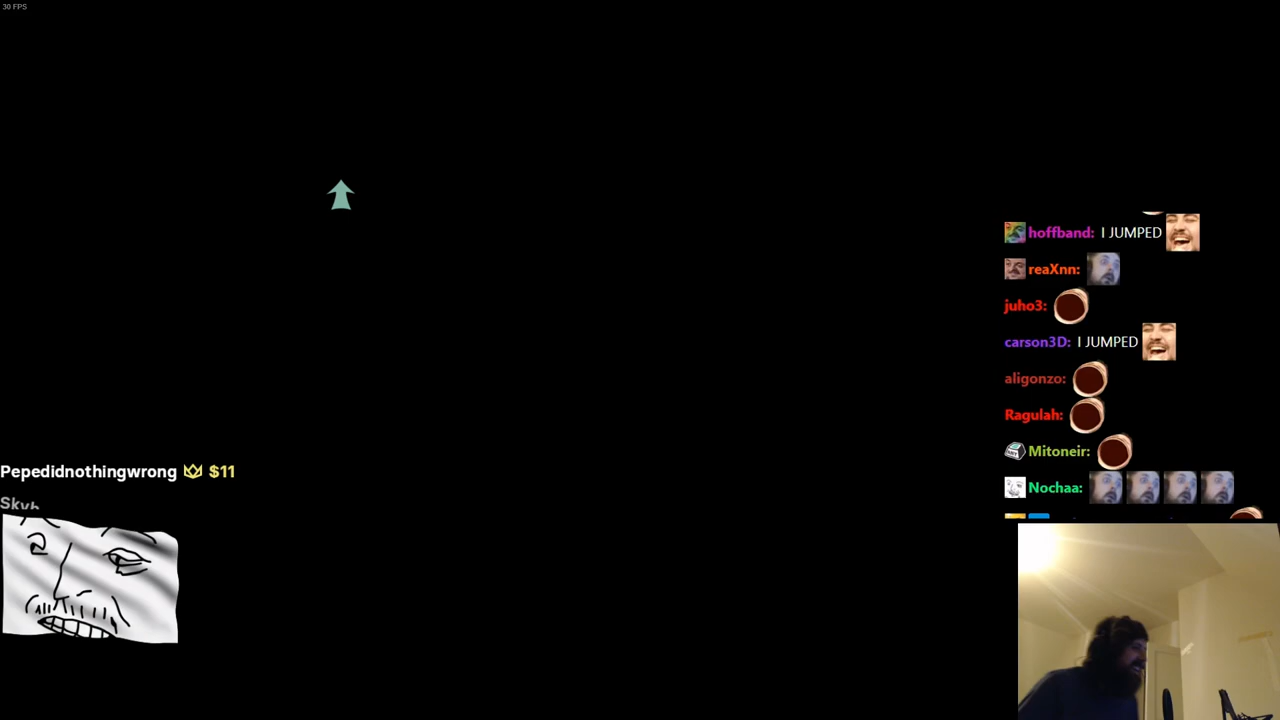 30 FPS
hoffband: I JUMPED
reaXnn:
juho3:
carson3D: I JUMPED
aligonzo:
Ragulah:
Mitoneir:
Nochaa:
Pepedidnothingwrong $11